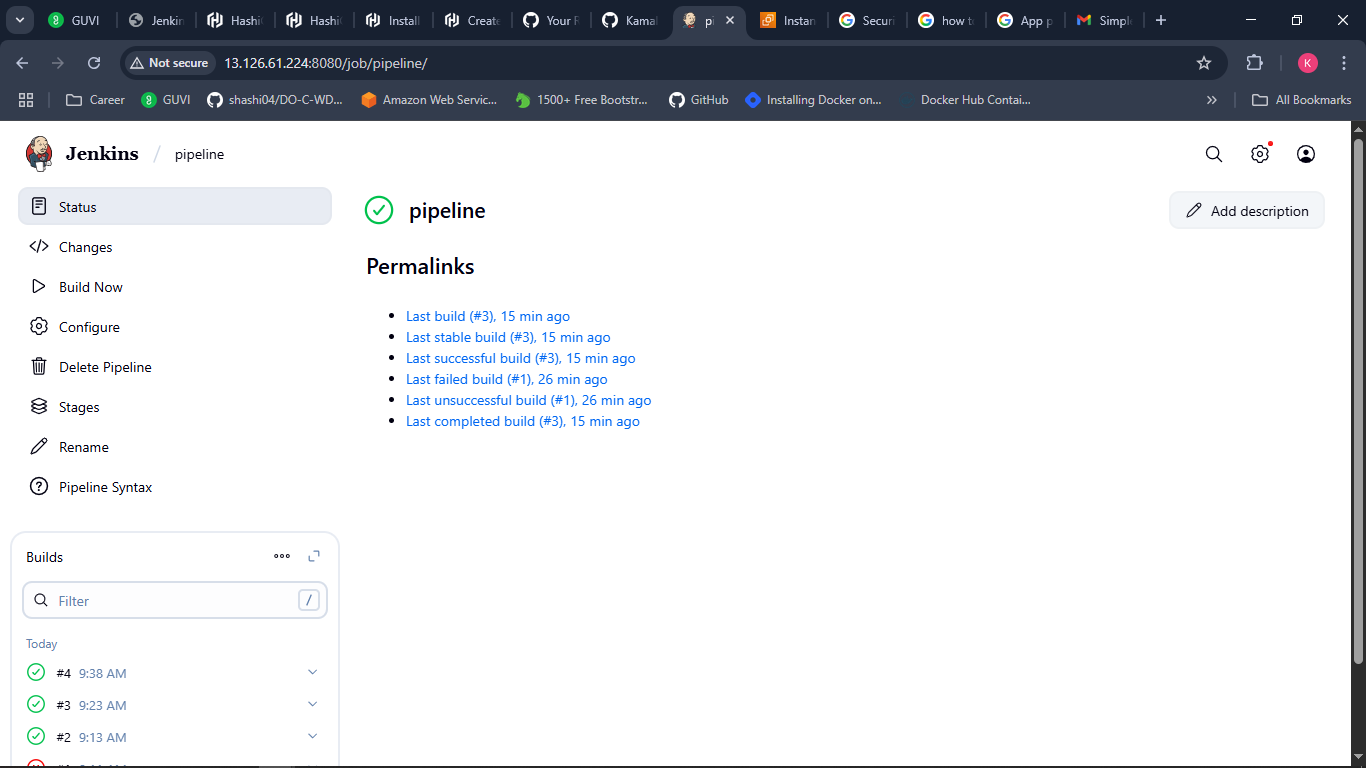 GUVI
Jenkin
HashiC
HashiC
Install
Create
Your R
Kamal
pi
Instan
Securi
how to
App p
Simple
Not secure
13.126.61.224:8080/job/pipeline/
K
Career
GUVI
shashi04/DO-C-WD...
Amazon Web Servic...
1500+ Free Bootstr...
GitHub
Installing Docker on...
Docker Hub Contai...
All Bookmarks
Jenkins / pipeline
Status
Changes
Build Now
Configure
Delete Pipeline
Stages
Rename
Pipeline Syntax
pipeline
Add description
Permalinks
Last build (#3), 15 min ago
Last stable build (#3), 15 min ago
Last successful build (#3), 15 min ago
Last failed build (#1), 26 min ago
Last unsuccessful build (#1), 26 min ago
Last completed build (#3), 15 min ago
Builds
Filter
/
Today
#4 9:38 AM
#3 9:23 AM
#2 9:13 AM